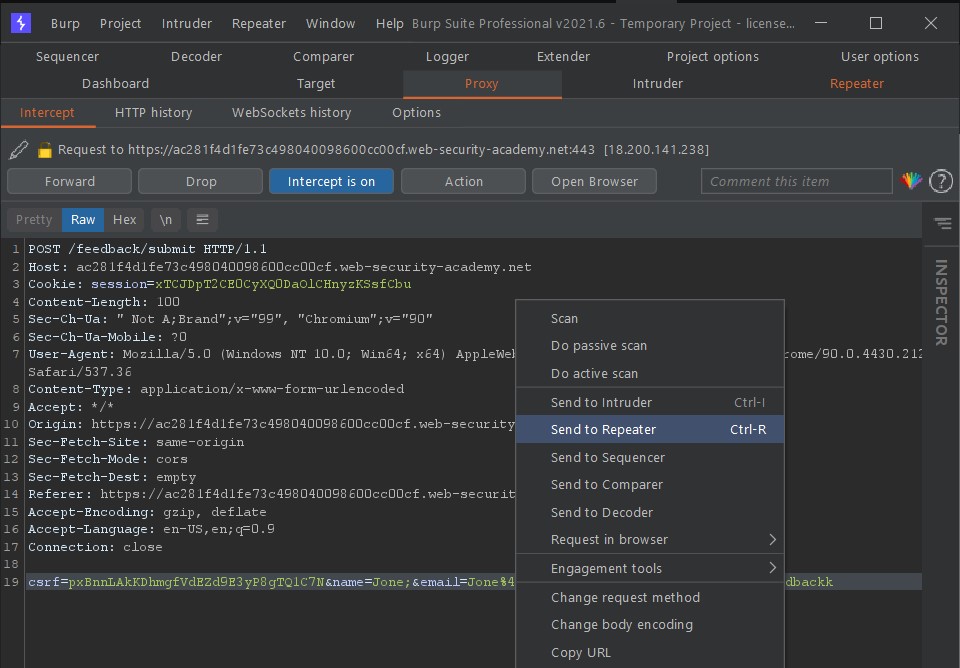 Burp Project Intruder Repeater Window Help Burp Suite Professional v2021.6 - Temporary Project - license...
Sequencer Decoder Comparer Logger Extender Project options User options
Dashboard Target Proxy Intruder Repeater
Intercept HTTP history WebSockets history Options
Request to https://ac281f4d1fe73c498040098600cc00cf.web-security-academy.net:443 [18.200.141.238]
Forward Drop Intercept is on Action Open Browser Comment this item ?
Pretty Raw Hex \n
INSPECTOR
1 POST /feedback/submit HTTP/1.1
2 Host: ac281f4d1fe73c498040098600cc00cf.web-security-academy.net
3 Cookie: session=xTCJDpT2CE0CyXQ0DaOlCHnyzKSsfCbu
4 Content-Length: 100
5 Sec-Ch-Ua: " Not A;Brand";v="99", "Chromium";v="90"
6 Sec-Ch-Ua-Mobile: ?0
7 User-Agent: Mozilla/5.0 (Windows NT 10.0; Win64; x64) AppleWeb rome/90.0.4430.212
Safari/537.36
8 Content-Type: application/x-www-form-urlencoded
9 Accept: */*
10 Origin: https://ac281f4d1fe73c498040098600cc00cf.web-security
11 Sec-Fetch-Site: same-origin
12 Sec-Fetch-Mode: cors
13 Sec-Fetch-Dest: empty
14 Referer: https://ac281f4d1fe73c498040098600cc00cf.web-securit
15 Accept-Encoding: gzip, deflate
16 Accept-Language: en-US,en;q=0.9
17 Connection: close
18
19 csrf=pxBnnLAkKDhmgfVdEZd9E3yP8gTQ1C7N&name=Jone;&email=Jone%4 dbackk
Scan
Do passive scan
Do active scan
Send to Intruder Ctrl-I
Send to Repeater Ctrl-R
Send to Sequencer
Send to Comparer
Send to Decoder
Request in browser
Engagement tools
Change request method
Change body encoding
Copy URL